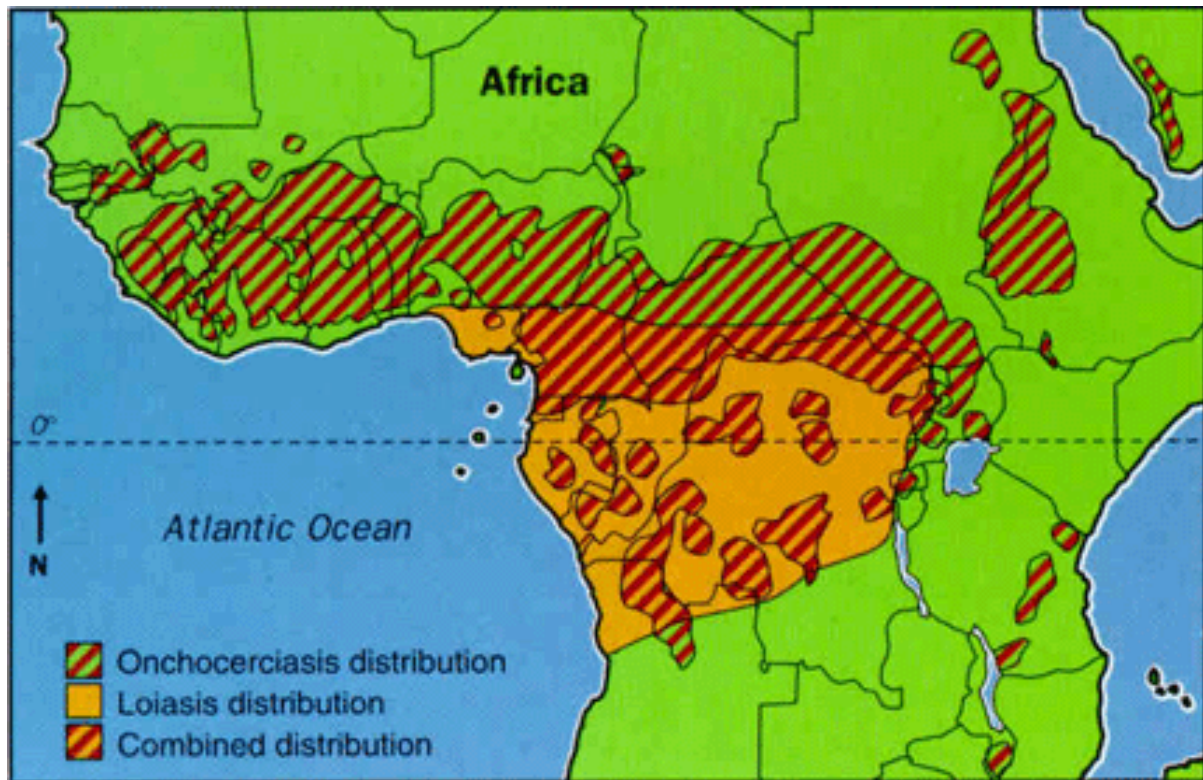 Africa
0°
N
Atlantic Ocean
Onchocerciasis distribution
Loiasis distribution
Combined distribution